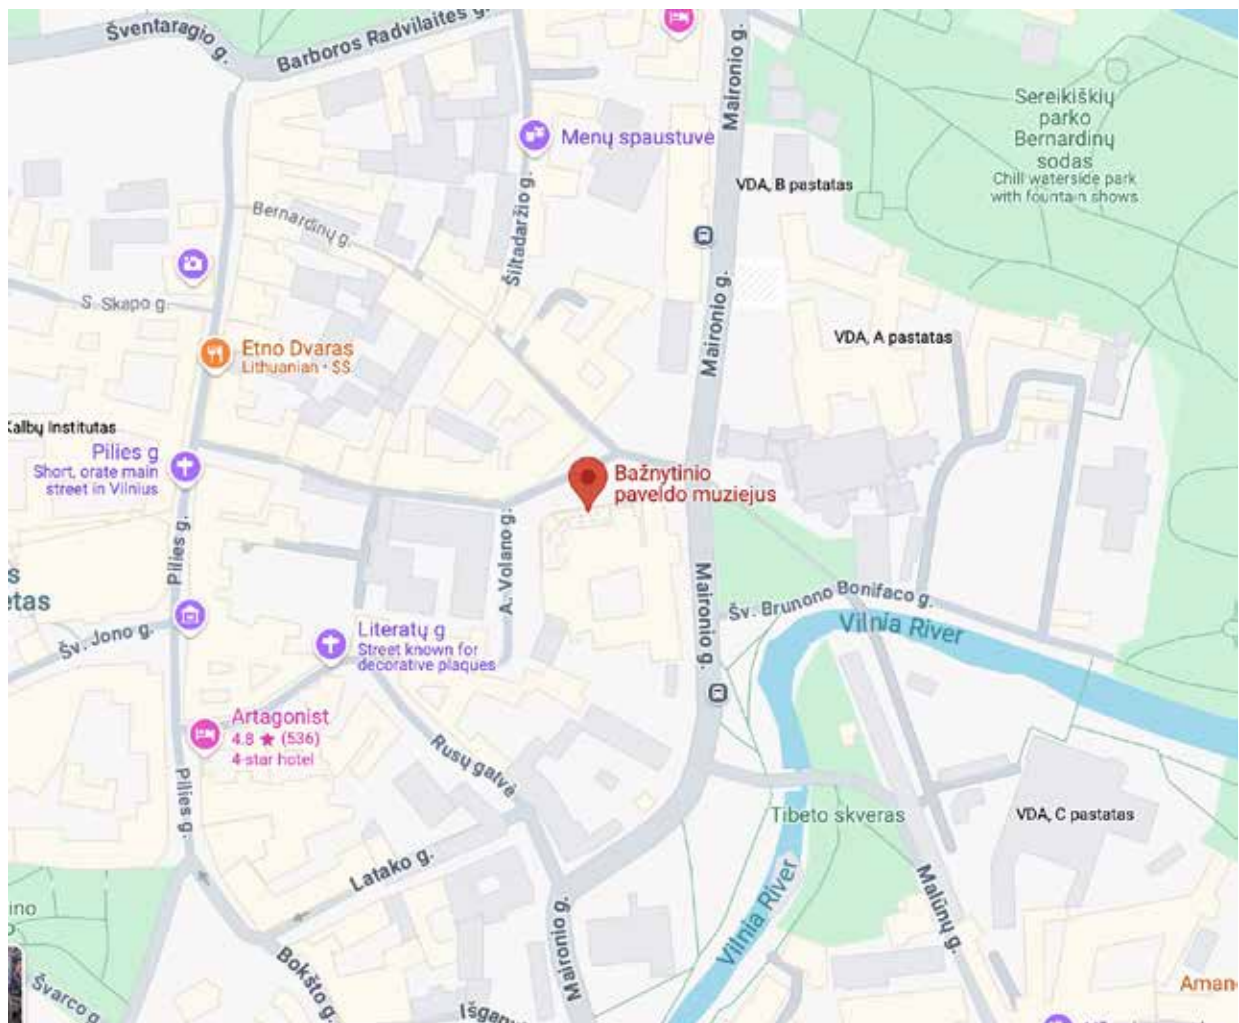 Šventaragio g.
Barboros Radvilaitės g.
Maironio g.
Sereikiškių
parko
Bernardinų
sodas
Chill waterside park
with fountain shows
Menų spaustuvė
VDA, B pastatas
Šiltadaržio g.
Bernardinų g.
S. Skapo g.
Maironio g.
Etno Dvaras
Lithuanian · $$
VDA, A pastatas
Kalbų Institutas
Pilies g
Short, orate main
street in Vilnius
Bažnytinio
paveldo muziejus
Pilies g.
A. Volano g.
Maironio g.
Šv. Brunono Bonifaco g.
Vilnia River
s
etas
Šv. Jono g.
Literatų g
Street known for
decorative plaques
Artagonist
4.8 ★ (536)
4-star hotel
Rusų gatvė
Pilies g.
Tibeto skveras
VDA, C pastatas
Latako g.
Vilnia River
Malūnų g.
ino
Maironio g.
Bokšto g.
Švarco g.
Aman